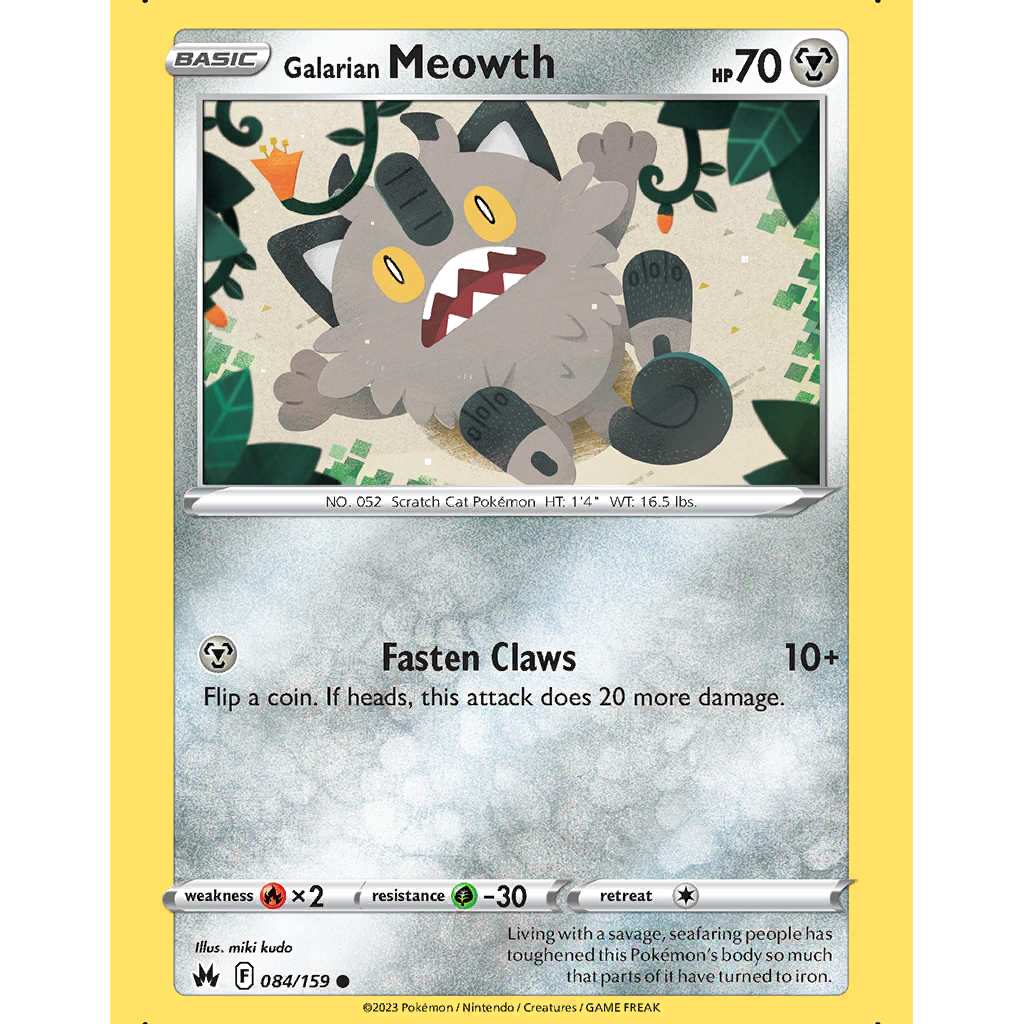 BASIC Galarian Meowth HP 70
NO. 052 Scratch Cat Pokémon HT: 1'4" WT: 16.5 lbs.
Fasten Claws 10+
Flip a coin. If heads, this attack does 20 more damage.
weakness ×2 resistance -30 retreat
Living with a savage, seafaring people has
toughened this Pokémon's body so much
that parts of it have turned to iron.
Illus. miki kudo
F 084/159
©2023 Pokémon / Nintendo / Creatures / GAME FREAK